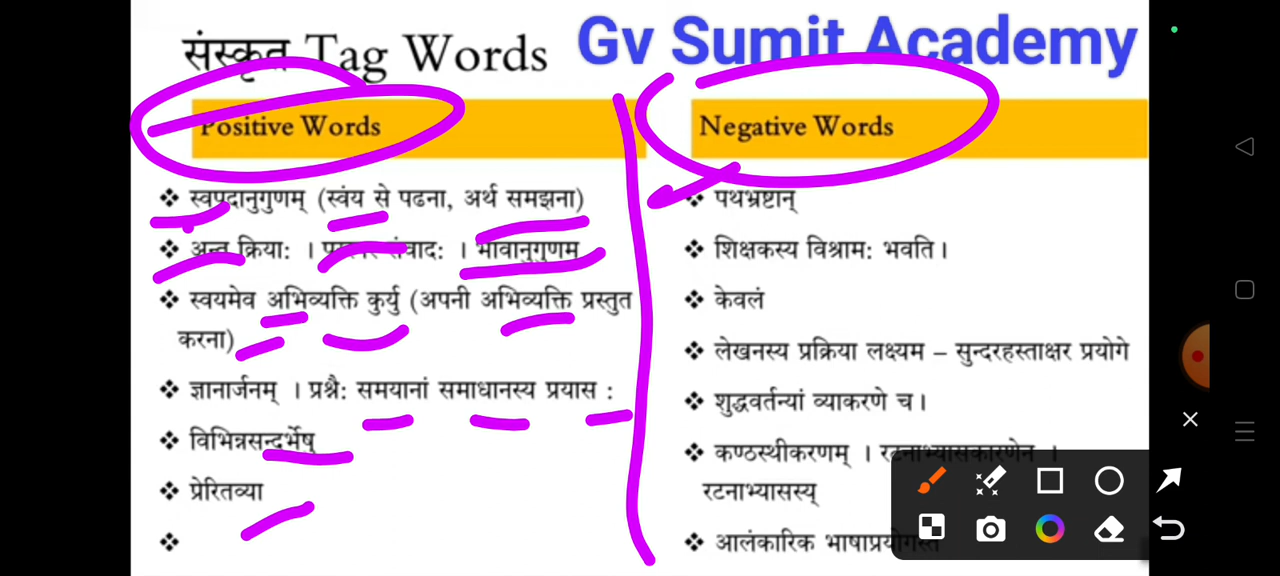 संस्कृत Tag Words
Gv Sumit Academy
Positive Words
❖ स्वपदानुगुणम् (स्वंय से पढना, अर्थ समझना)
❖ अन्त क्रिया: । संवाद: । भावानुगुणम
❖ स्वयमेव अभिव्यक्ति कुर्यु (अपनी अभिव्यक्ति प्रस्तुत
करना)
❖ ज्ञानार्जनम् । प्रश्नै: समयानां समाधानस्य प्रयास :
❖ विभिन्नसन्दर्भेषु
❖ प्रेरितव्या
❖
Negative Words
❖ पथभ्रष्टान्
❖ शिक्षकस्य विश्राम: भवति।
❖ केवलं
❖ लेखनस्य प्रक्रिया लक्ष्यम – सुन्दरहस्ताक्षर प्रयोगे
❖ शुद्धवर्तन्यां व्याकरणे च।
❖ कण्ठस्थीकरणम् । रटनाभ्यासकारणेन ।
रटनाभ्यासस्य्
❖ आलंकारिक